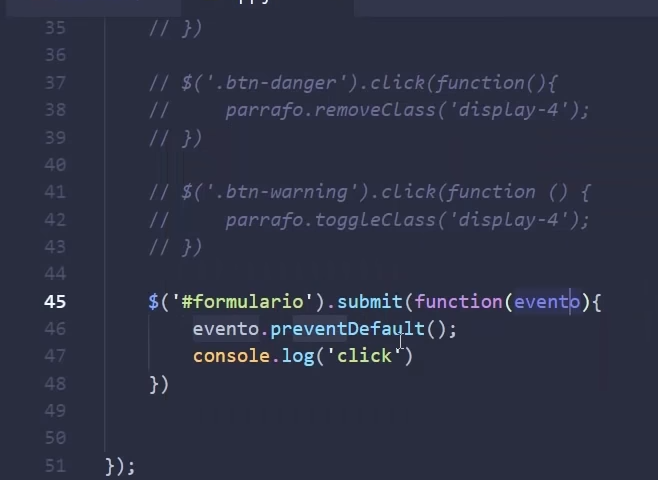 35 // })
36
37 // $('.btn-danger').click(function(){
38 // parrafo.removeClass('display-4');
39 // })
40
41 // $('.btn-warning').click(function () {
42 // parrafo.toggleClass('display-4');
43 // })
44
45 $('#formulario').submit(function(evento){
46 evento.preventDefault();
47 console.log('click')
48 })
49
50
51 });